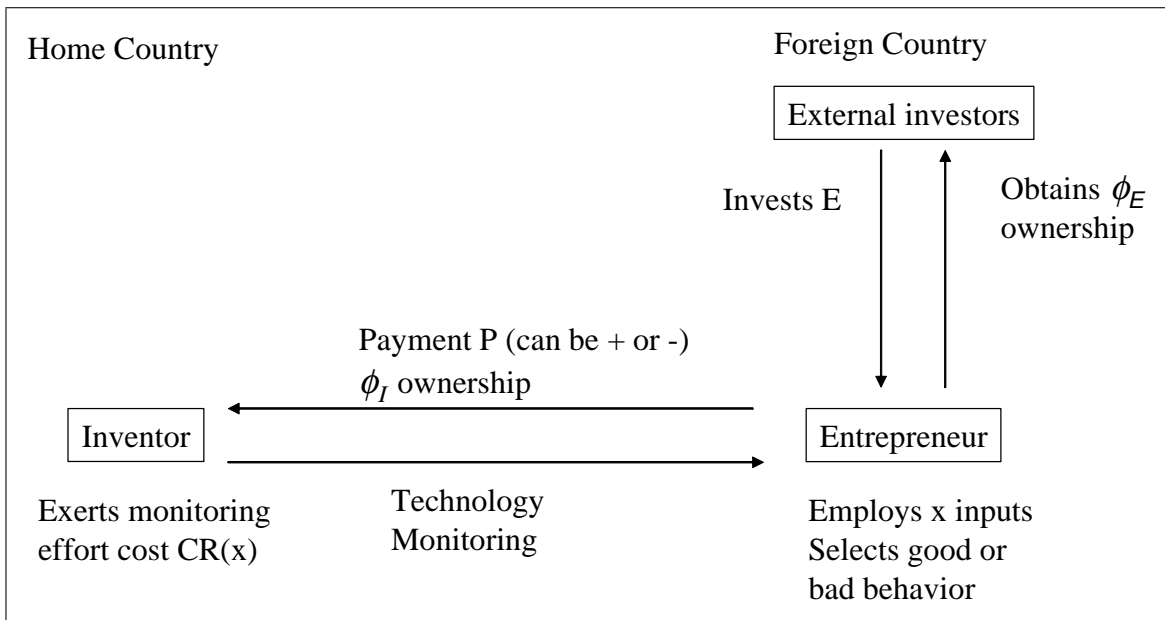 Home Country
Foreign Country
External investors
Invests E
Obtains ϕE
ownership
Payment P (can be + or -)
ϕI ownership
Inventor
Entrepreneur
Exerts monitoring
effort cost CR(x)
Technology
Monitoring
Employs x inputs
Selects good or
bad behavior